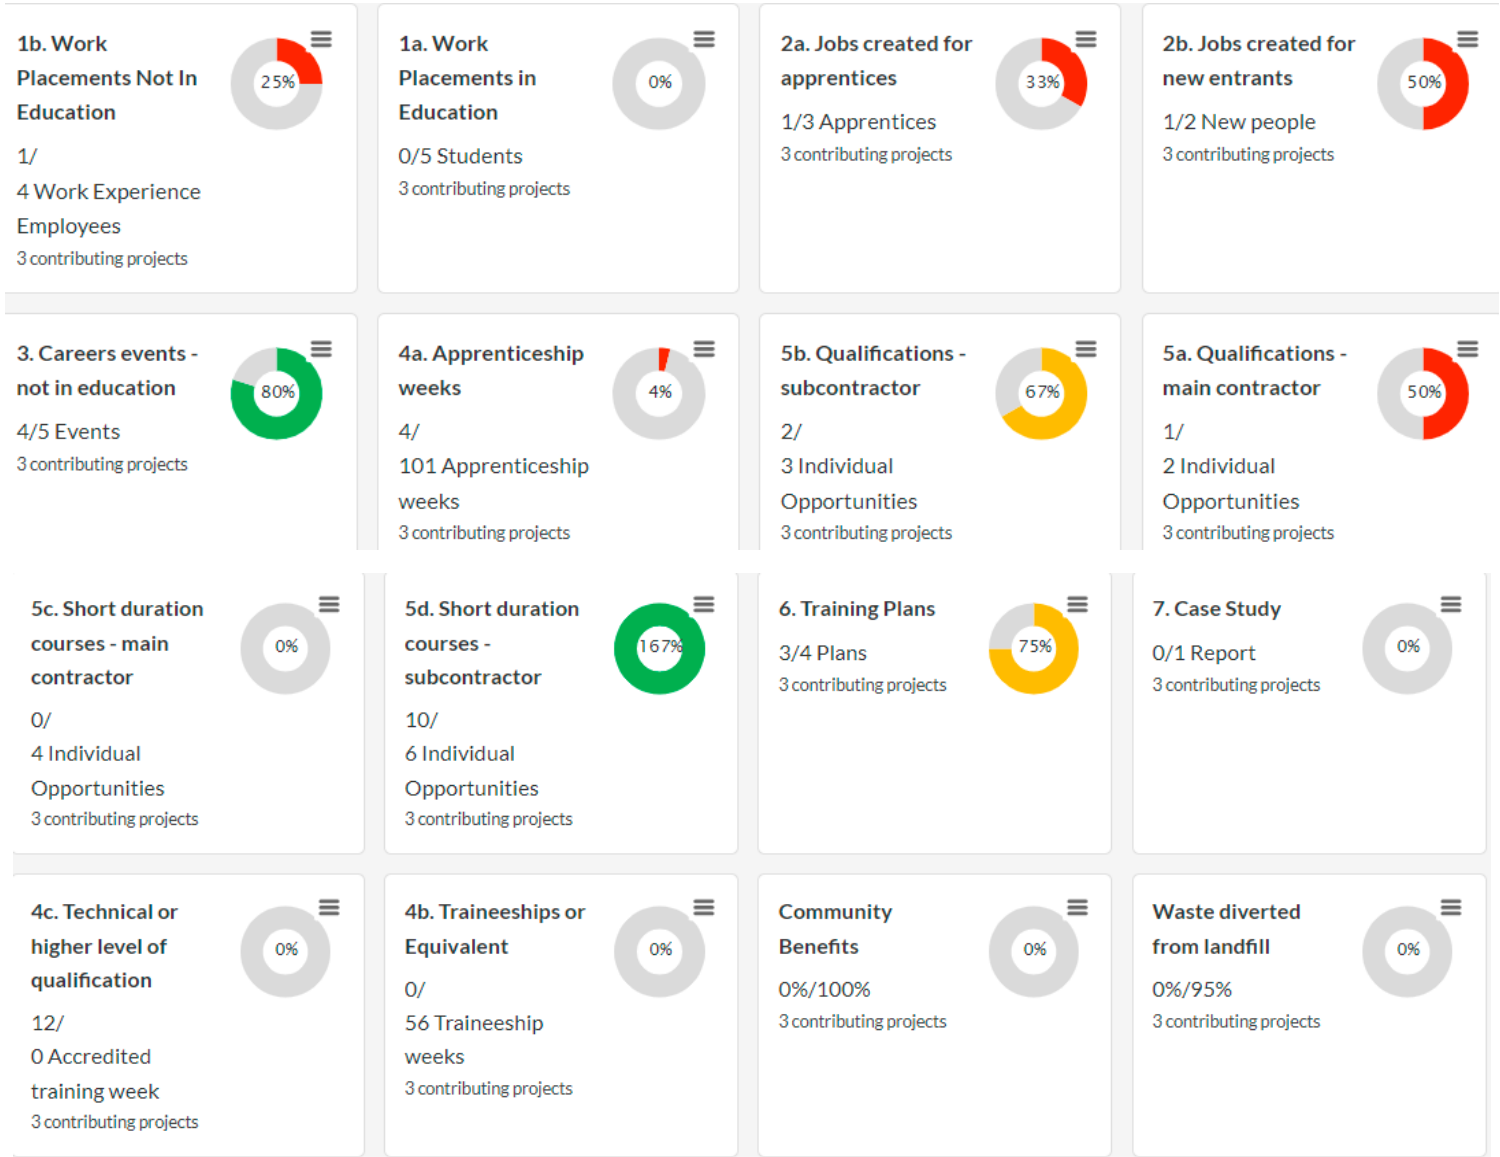 1b. Work
Placements Not In
Education
25%
1/
4 Work Experience
Employees
3 contributing projects
1a. Work
Placements in
Education
0%
0/5 Students
3 contributing projects
2a. Jobs created for
apprentices
33%
1/3 Apprentices
3 contributing projects
2b. Jobs created for
new entrants
50%
1/2 New people
3 contributing projects
3. Careers events -
not in education
80%
4/5 Events
3 contributing projects
4a. Apprenticeship
weeks
4%
4/
101 Apprenticeship
weeks
3 contributing projects
5b. Qualifications -
subcontractor
67%
2/
3 Individual
Opportunities
3 contributing projects
5a. Qualifications -
main contractor
50%
1/
2 Individual
Opportunities
3 contributing projects
5c. Short duration
courses - main
contractor
0%
0/
4 Individual
Opportunities
3 contributing projects
5d. Short duration
courses -
subcontractor
167%
10/
6 Individual
Opportunities
3 contributing projects
6. Training Plans
75%
3/4 Plans
3 contributing projects
7. Case Study
0%
0/1 Report
3 contributing projects
4c. Technical or
higher level of
qualification
0%
12/
0 Accredited
training week
3 contributing projects
4b. Traineeships or
Equivalent
0%
0/
56 Traineeship
weeks
3 contributing projects
Community
Benefits
0%
0%/100%
3 contributing projects
Waste diverted
from landfill
0%
0%/95%
3 contributing projects